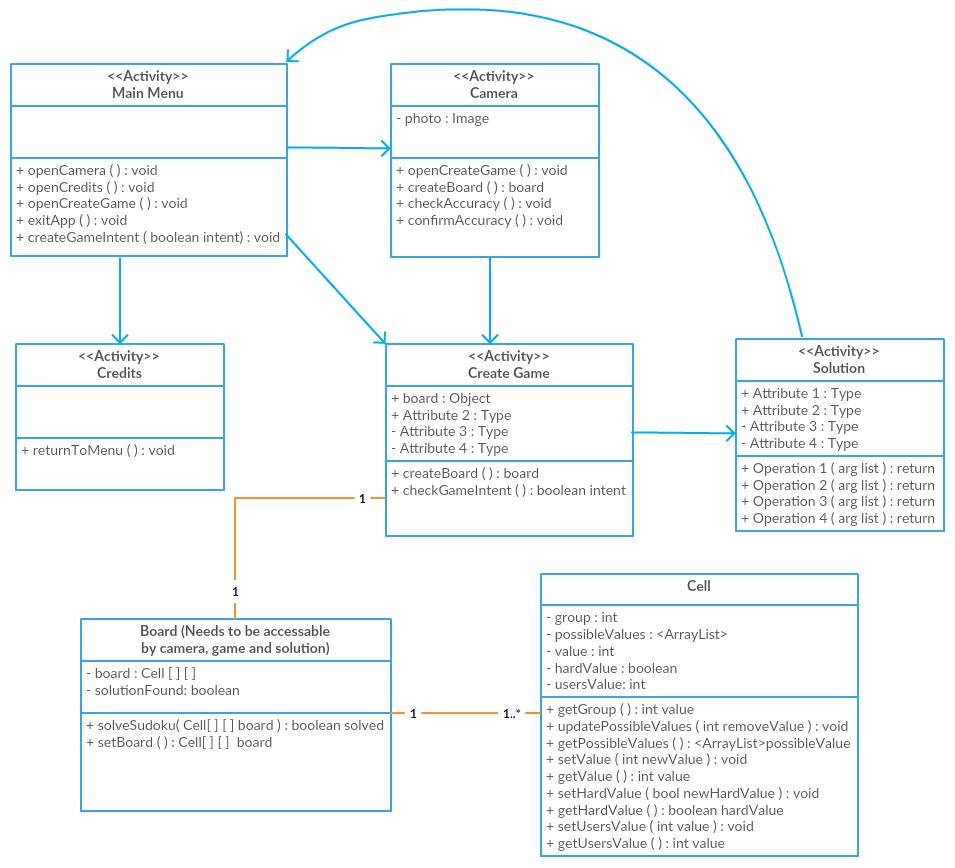 <<Activity>>
Main Menu
+ openCamera ( ) : void
+ openCredits ( ) : void
+ openCreateGame ( ) : void
+ exitApp ( ) : void
+ createGameIntent ( boolean intent) : void
<<Activity>>
Camera
- photo : Image
+ openCreateGame ( ) : void
+ createBoard ( ) : board
+ checkAccuracy ( ) : void
+ confirmAccuracy ( ) : void
<<Activity>>
Credits
+ returnToMenu ( ) : void
<<Activity>>
Create Game
+ board : Object
+ Attribute 2 : Type
- Attribute 3 : Type
- Attribute 4 : Type
+ createBoard ( ) : board
+ checkGameIntent ( ) : boolean intent
<<Activity>>
Solution
+ Attribute 1 : Type
+ Attribute 2 : Type
- Attribute 3 : Type
- Attribute 4 : Type
+ Operation 1 ( arg list ) : return
+ Operation 2 ( arg list ) : return
+ Operation 3 ( arg list ) : return
+ Operation 4 ( arg list ) : return
1
1
Board (Needs to be accessable
by camera, game and solution)
- board : Cell [ ] [ ]
- solutionFound: boolean
+ solveSudoku( Cell[ ] [ ] board ) : boolean solved
+ setBoard ( ) : Cell[ ] [ ] board
1
1..*
Cell
- group : int
- possibleValues : <ArrayList>
- value : int
- hardValue : boolean
- usersValue: int
+ getGroup ( ) : int value
+ updatePossibleValues ( int removeValue ) : void
+ getPossibleValues ( ) : <ArrayList>possibleValue
+ setValue ( int newValue ) : void
+ getValue ( ) : int value
+ setHardValue ( bool newHardValue ) : void
+ getHardValue ( ) : boolean hardValue
+ setUsersValue ( int value ) : void
+ getUsersValue ( ) : int value